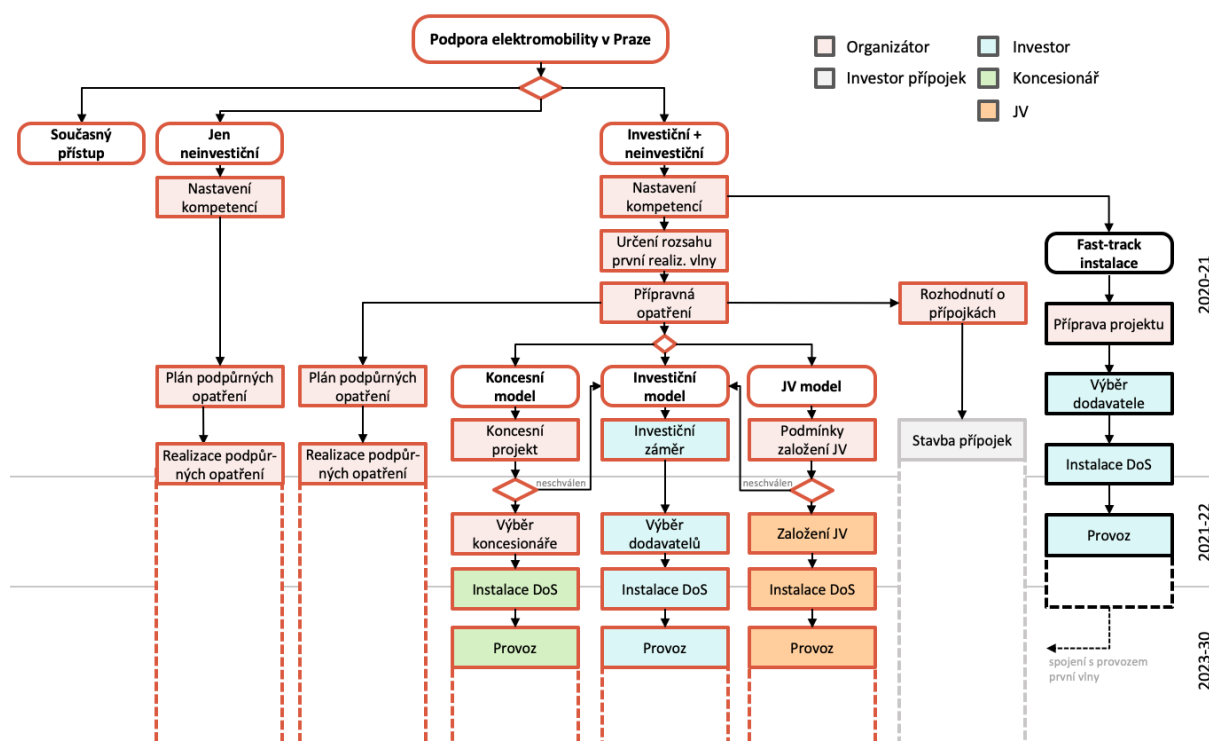 Podpora elektromobility v Praze
Organizátor
Investor
Investor přípojek
Koncesionář
JV
Současný
přístup
Jen
neinvestiční
Investiční +
neinvestiční
Nastavení
kompetencí
Nastavení
kompetencí
Určení rozsahu
první realiz. vlny
Fast-track
instalace
2020-21
Přípravná
opatření
Rozhodnutí o
přípojkách
Příprava projektu
Plán podpůrných
opatření
Plán podpůrných
opatření
Koncesní
model
Investiční
model
JV model
Výběr
dodavatele
Koncesní
projekt
Investiční
záměr
Podmínky
založení JV
Stavba přípojek
Realizace podpůr-
ných opatření
Realizace podpůr-
ných opatření
Instalace DoS
neschválen
neschválen
Výběr
koncesionáře
Výběr
dodavatelů
Založení JV
Provoz
2021-22
Instalace DoS
Instalace DoS
Instalace DoS
Provoz
Provoz
Provoz
spojení s provozem
první vlny
2023-30